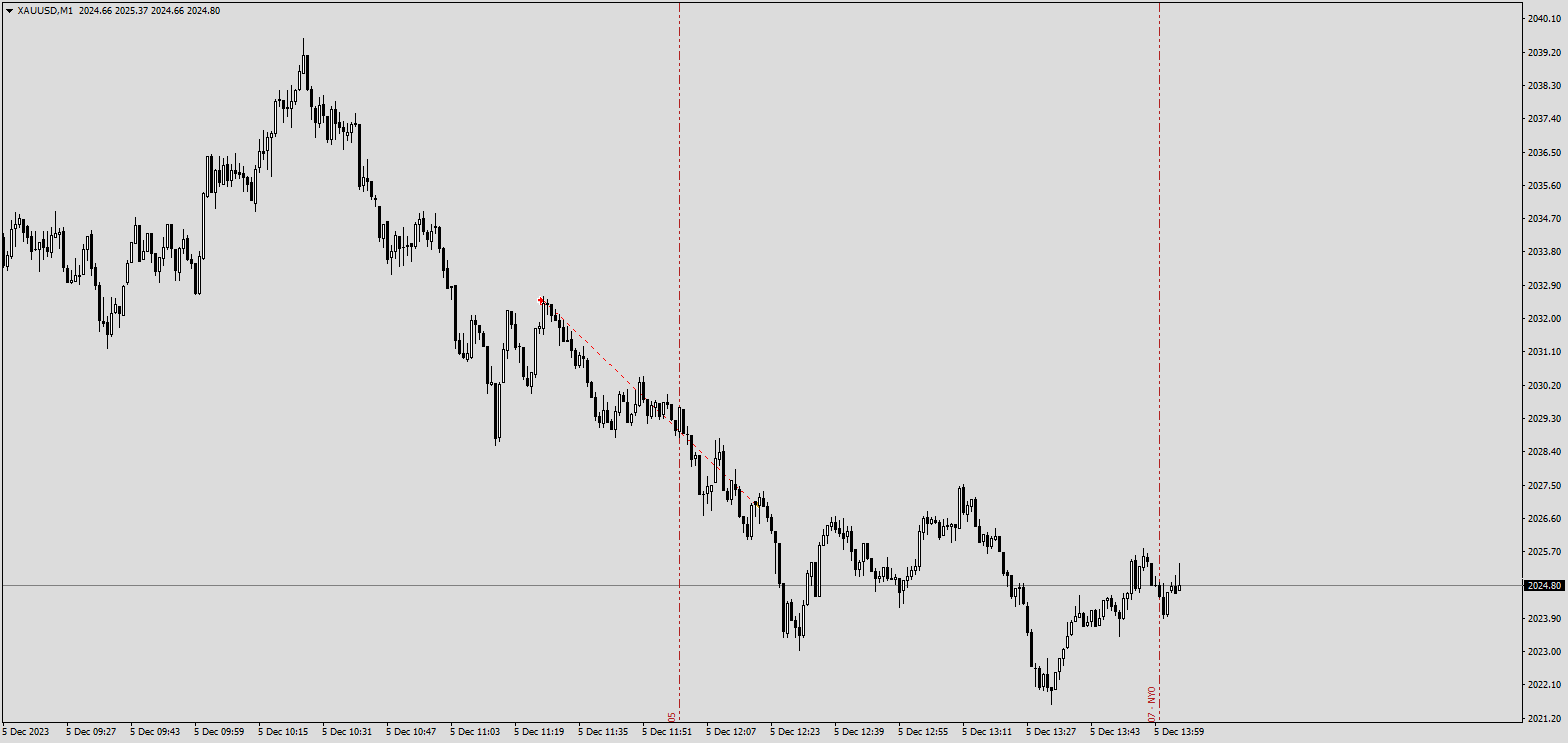 XAUUSD,M1 2024.66 2025.37 2024.66 2024.80
2040.10
2039.20
2038.30
2037.40
2036.50
2035.60
2034.70
2033.80
2032.90
2032.00
2031.10
2030.20
2029.30
2028.40
2027.50
2026.60
2025.70
2024.80
2023.90
2023.00
2022.10
2021.20
05
07 - NYO
5 Dec 2023
5 Dec 09:27
5 Dec 09:43
5 Dec 09:59
5 Dec 10:15
5 Dec 10:31
5 Dec 10:47
5 Dec 11:03
5 Dec 11:19
5 Dec 11:35
5 Dec 11:51
5 Dec 12:07
5 Dec 12:23
5 Dec 12:39
5 Dec 12:55
5 Dec 13:11
5 Dec 13:27
5 Dec 13:43
5 Dec 13:59